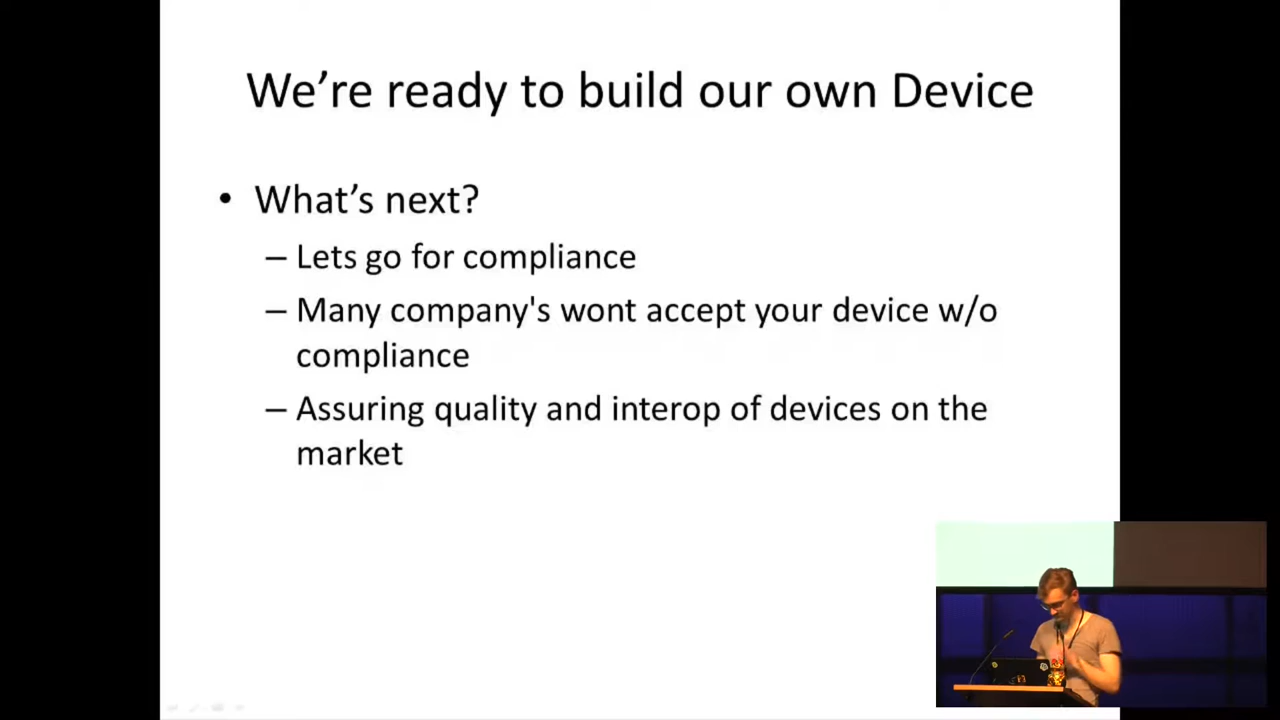 We're ready to build our own Device
• What's next?
– Lets go for compliance
– Many company's wont accept your device w/o
compliance
– Assuring quality and interop of devices on the
market